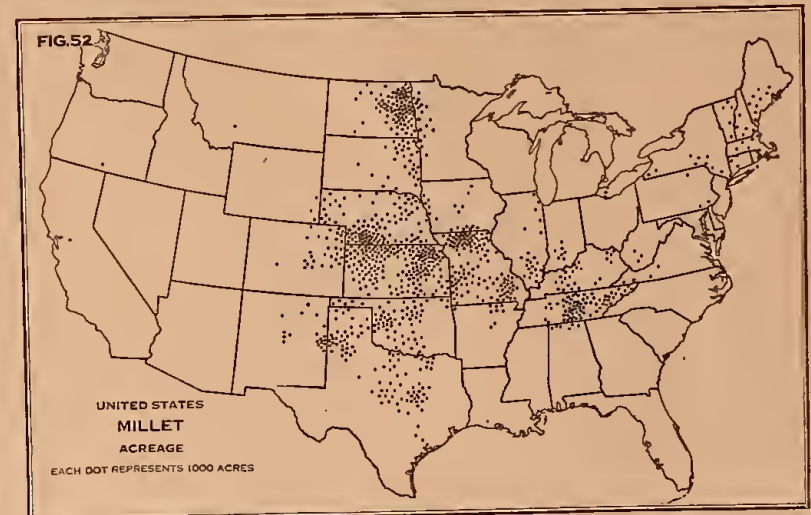 FIG.52
UNITED STATES
MILLET
ACREAGE
EACH DOT REPRESENTS 1000 ACRES